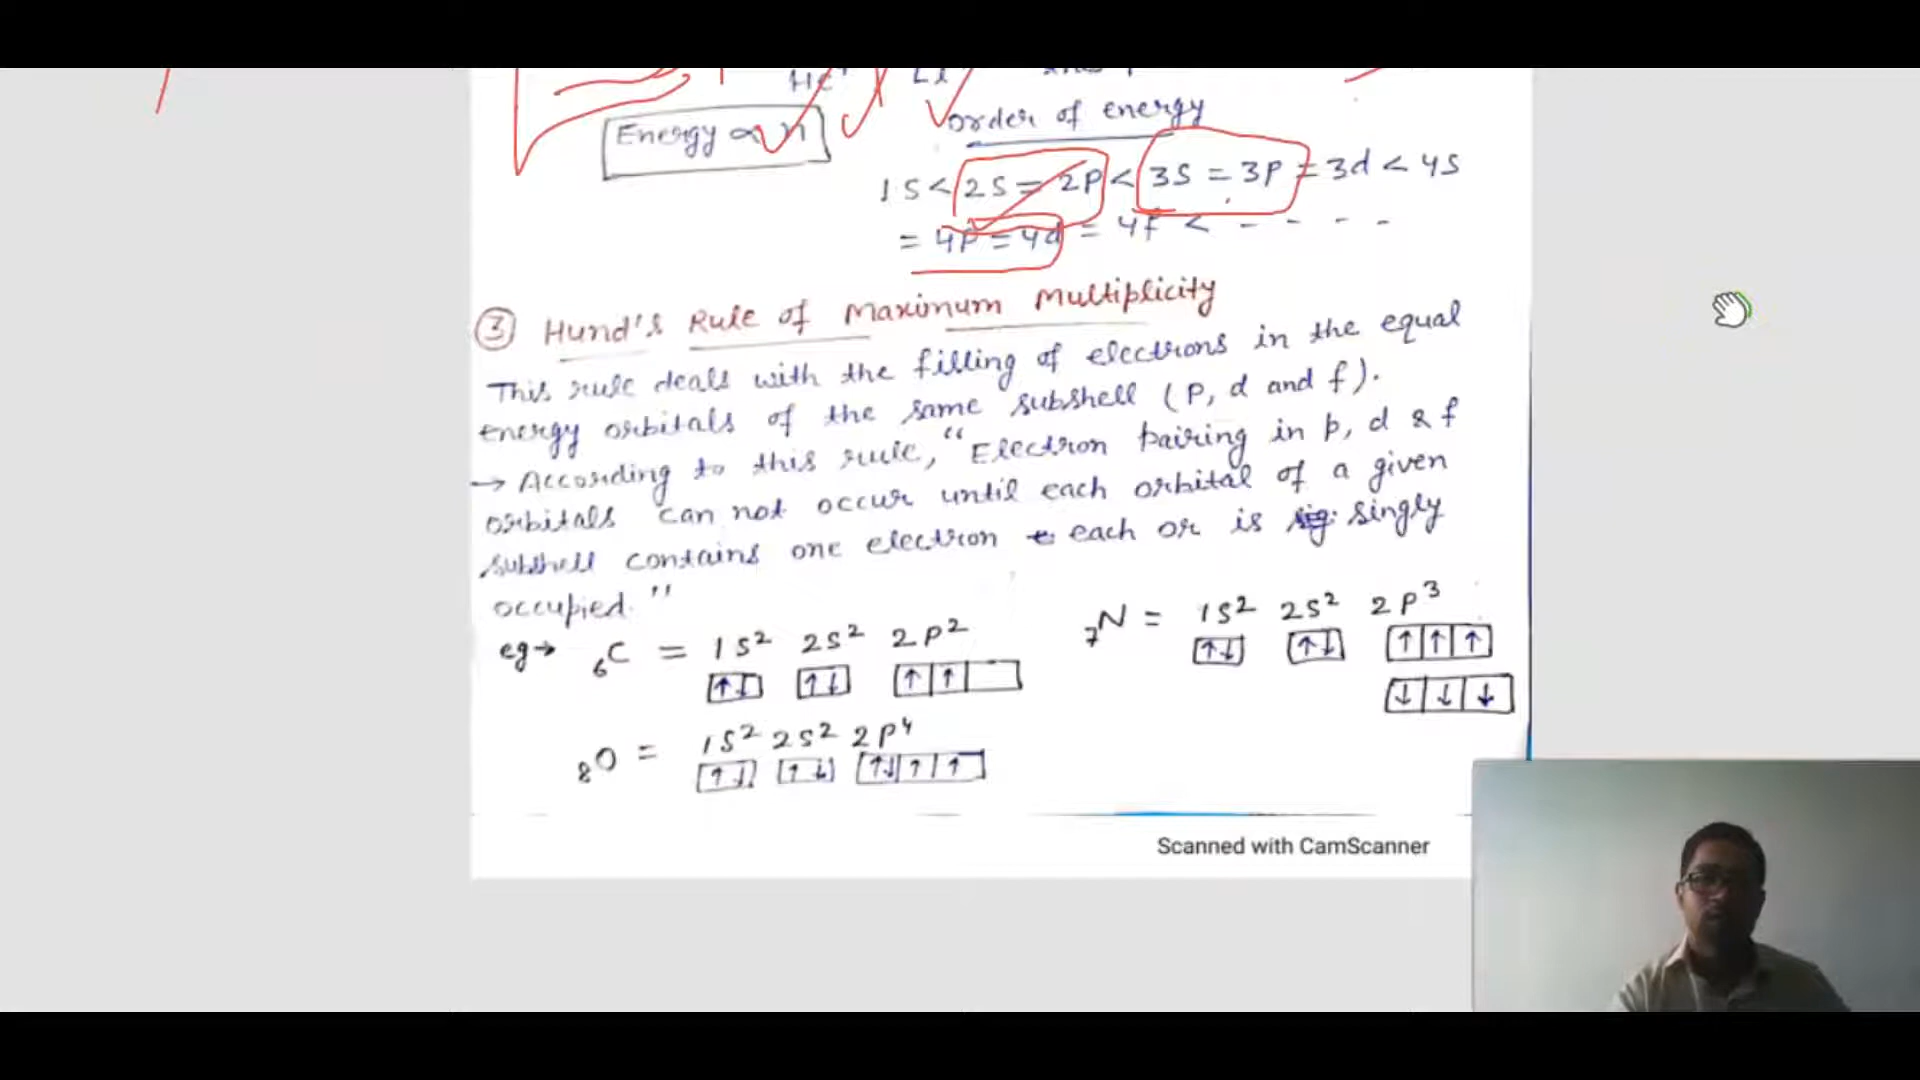 order of energy
Energy ∝ n
1S < 2S = 2P < 3S = 3P = 3d < 4S
= 4P = 4d = 4f < - - - -
③ Hund's Rule of Maximum Multiplicity
This rule deals with the filling of electrons in the equal
energy orbitals of the same subshell (P, d and f).
→ According to this rule, "Electron pairing in p, d & f
orbitals can not occur until each orbital of a given
subshell contains one electron each or is singly
occupied."
eg→ ₆C = 1S² 2S² 2P²
↑↓ ↑↓ ↑ ↑
₇N = 1S² 2S² 2P³
↑↓ ↑↓ ↑ ↑ ↑
↓ ↓ ↓
₈O = 1S² 2S² 2P⁴
↑↓ ↑↓ ↑↓ ↑ ↑
Scanned with CamScanner